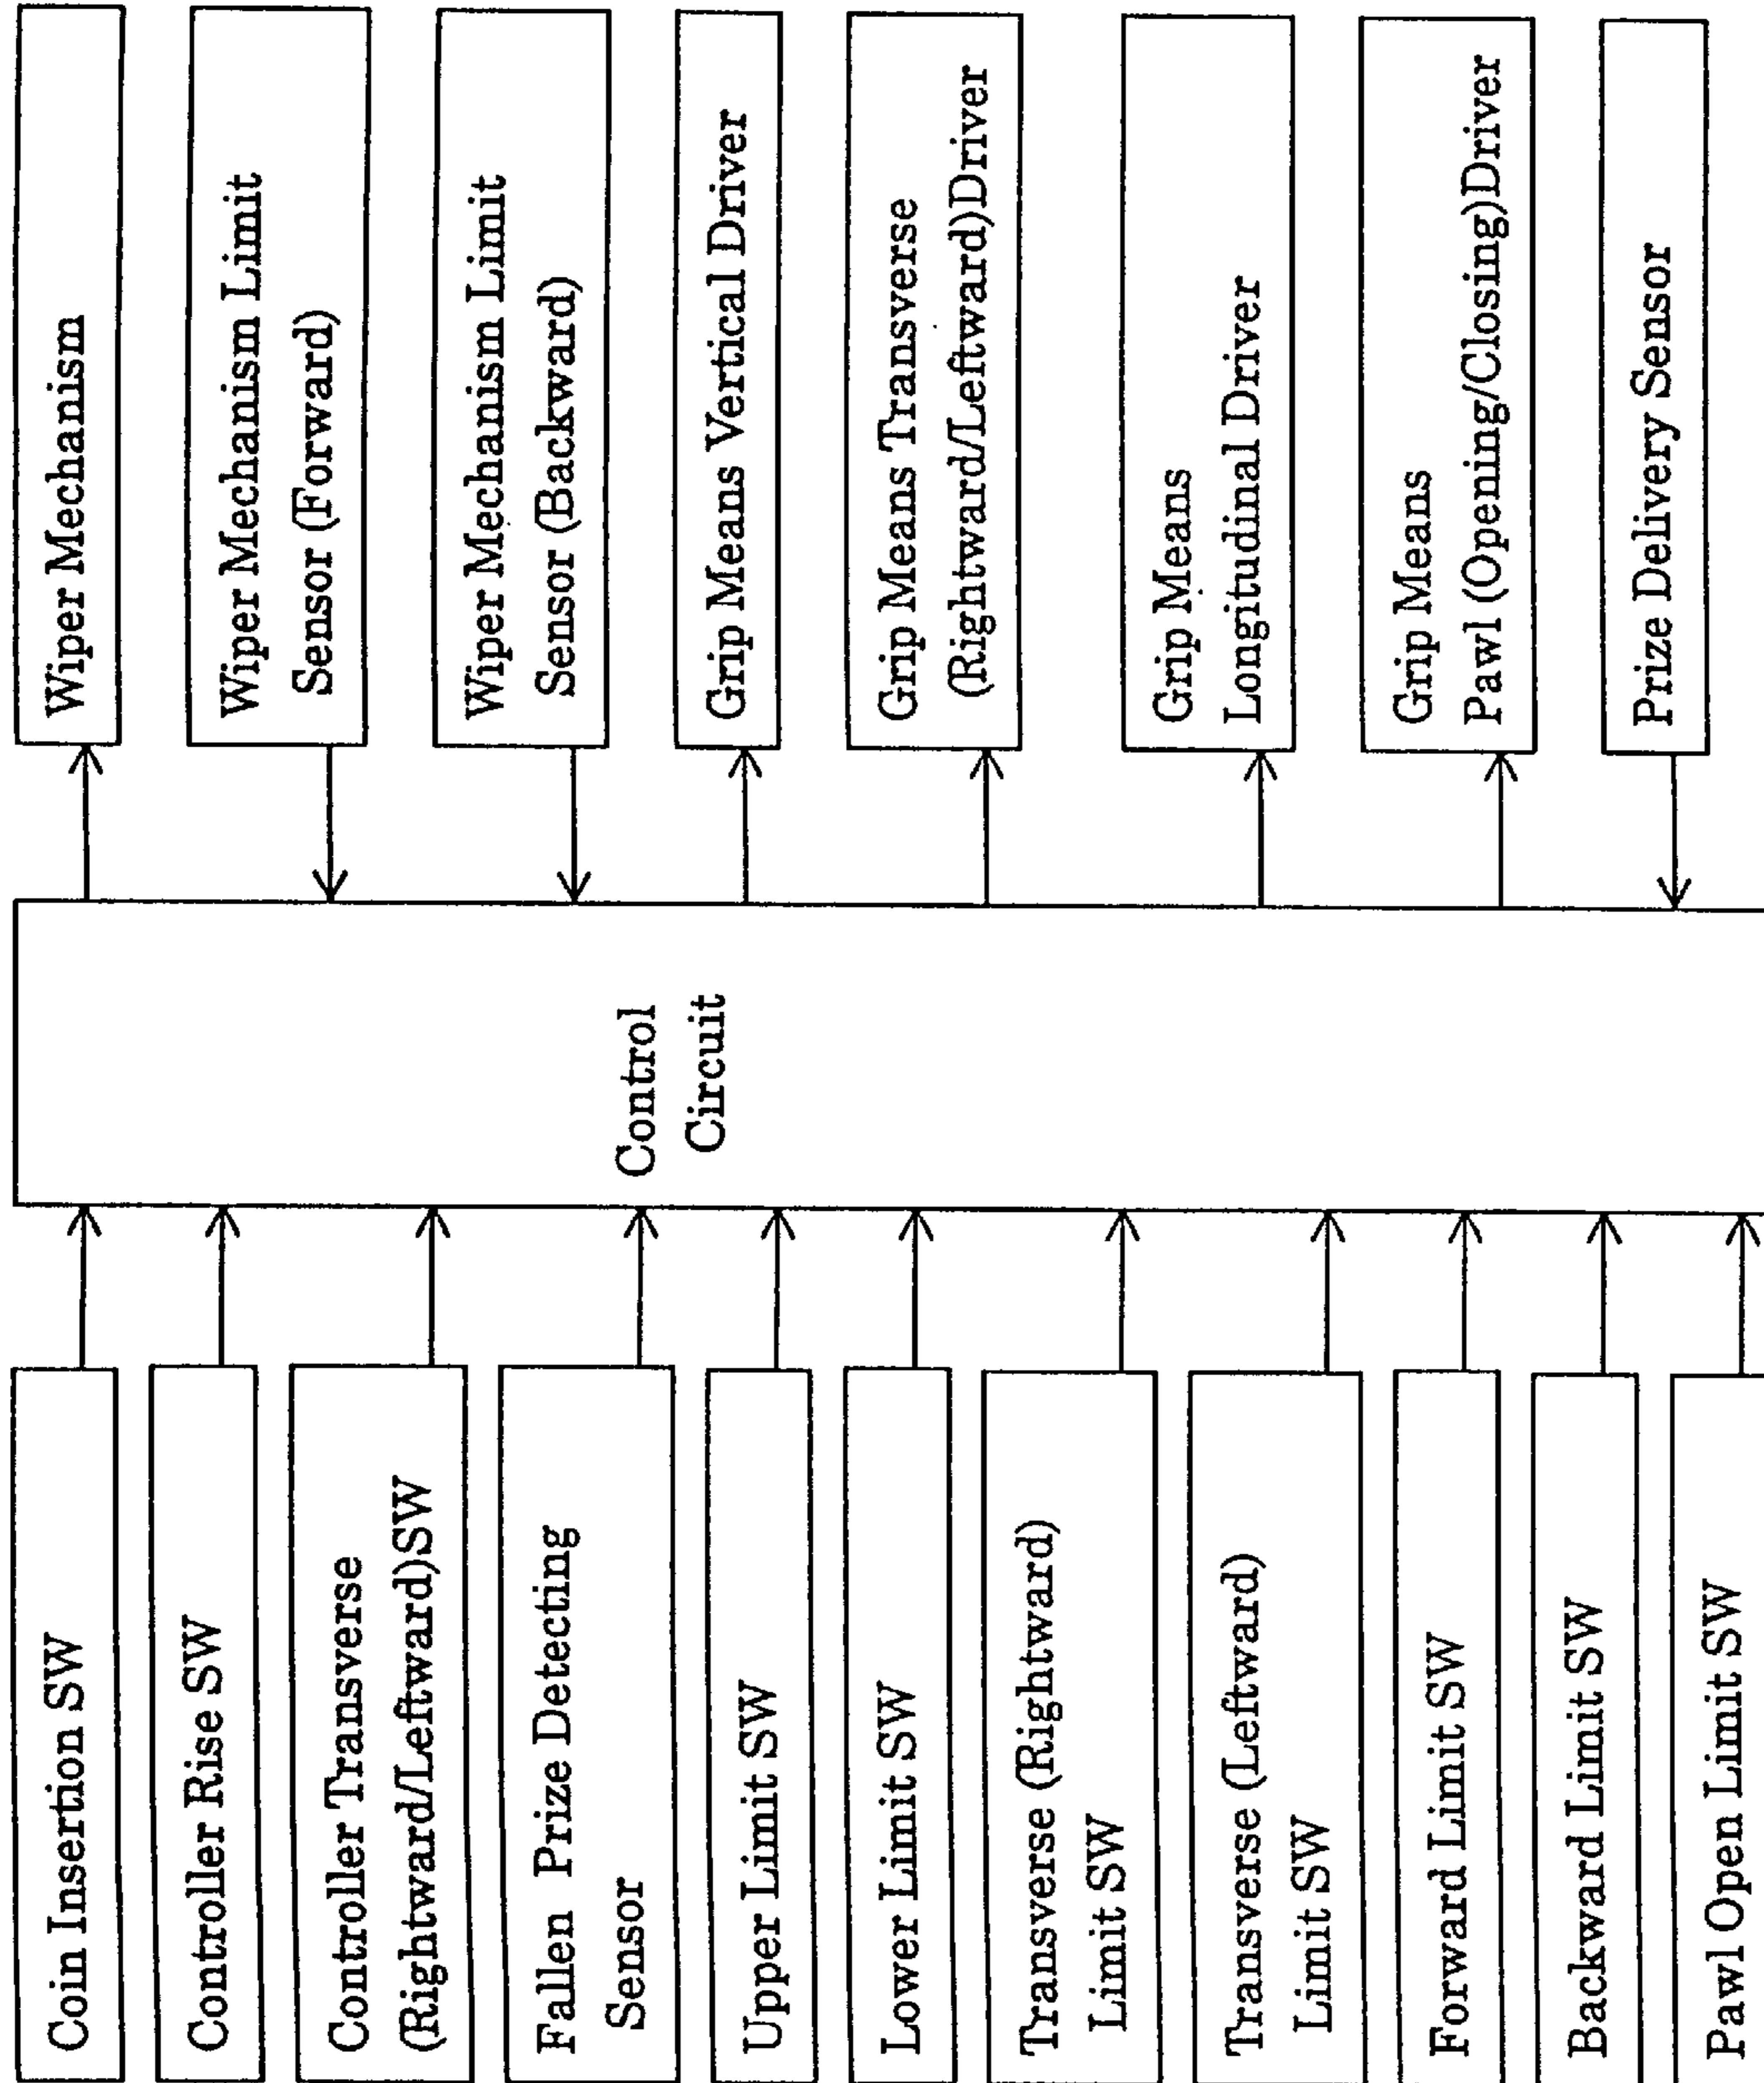 Coin Insertion SW
Controller Rise SW
Controller Transverse
(Rightward/Leftward)SW
Fallen Prize Detecting
Sensor
Upper Limit SW
Lower Limit SW
Transverse (Rightward)
Limit SW
Transverse (Leftward)
Limit SW
Forward Limit SW
Backward Limit SW
Pawl Open Limit SW
Control
Circuit
Wiper Mechanism
Wiper Mechanism Limit
Sensor (Forward)
Wiper Mechanism Limit
Sensor (Backward)
Grip Means Vertical Driver
Grip Means Transverse
(Rightward/Leftward)Driver
Grip Means
Longitudinal Driver
Grip Means
Pawl (Opening/Closing)Driver
Prize Delivery Sensor